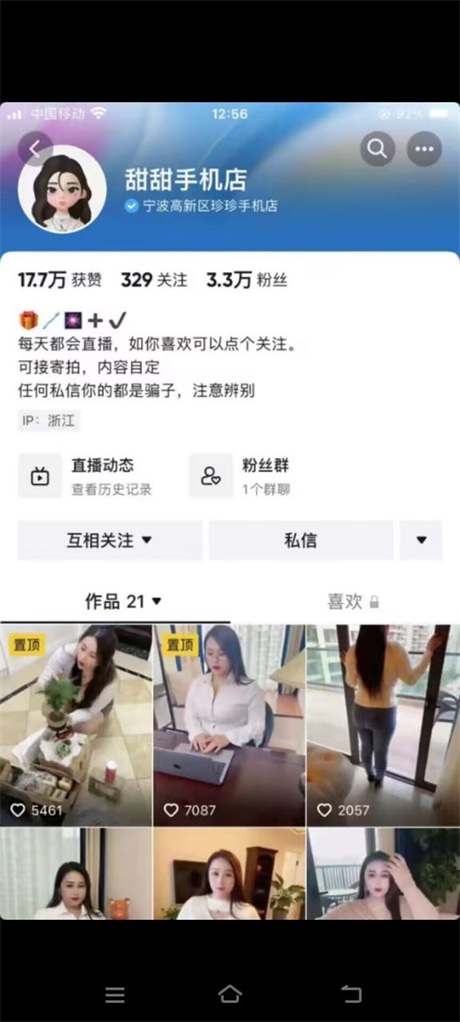 中国移动 12:56 92%
甜甜手机店
宁波高新区珍珍手机店
17.7万 获赞 329 关注 3.3万 粉丝
每天都会直播，如你喜欢可以点个关注。
可接寄拍，内容自定
任何私信你的都是骗子，注意辨别
IP：浙江
直播动态
查看历史记录
粉丝群
1个群聊
互相关注
私信
作品 21
喜欢
置顶
置顶
5461
7087
2057